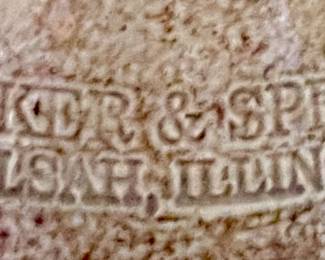 KER & SPE
LSAH, ILLIN